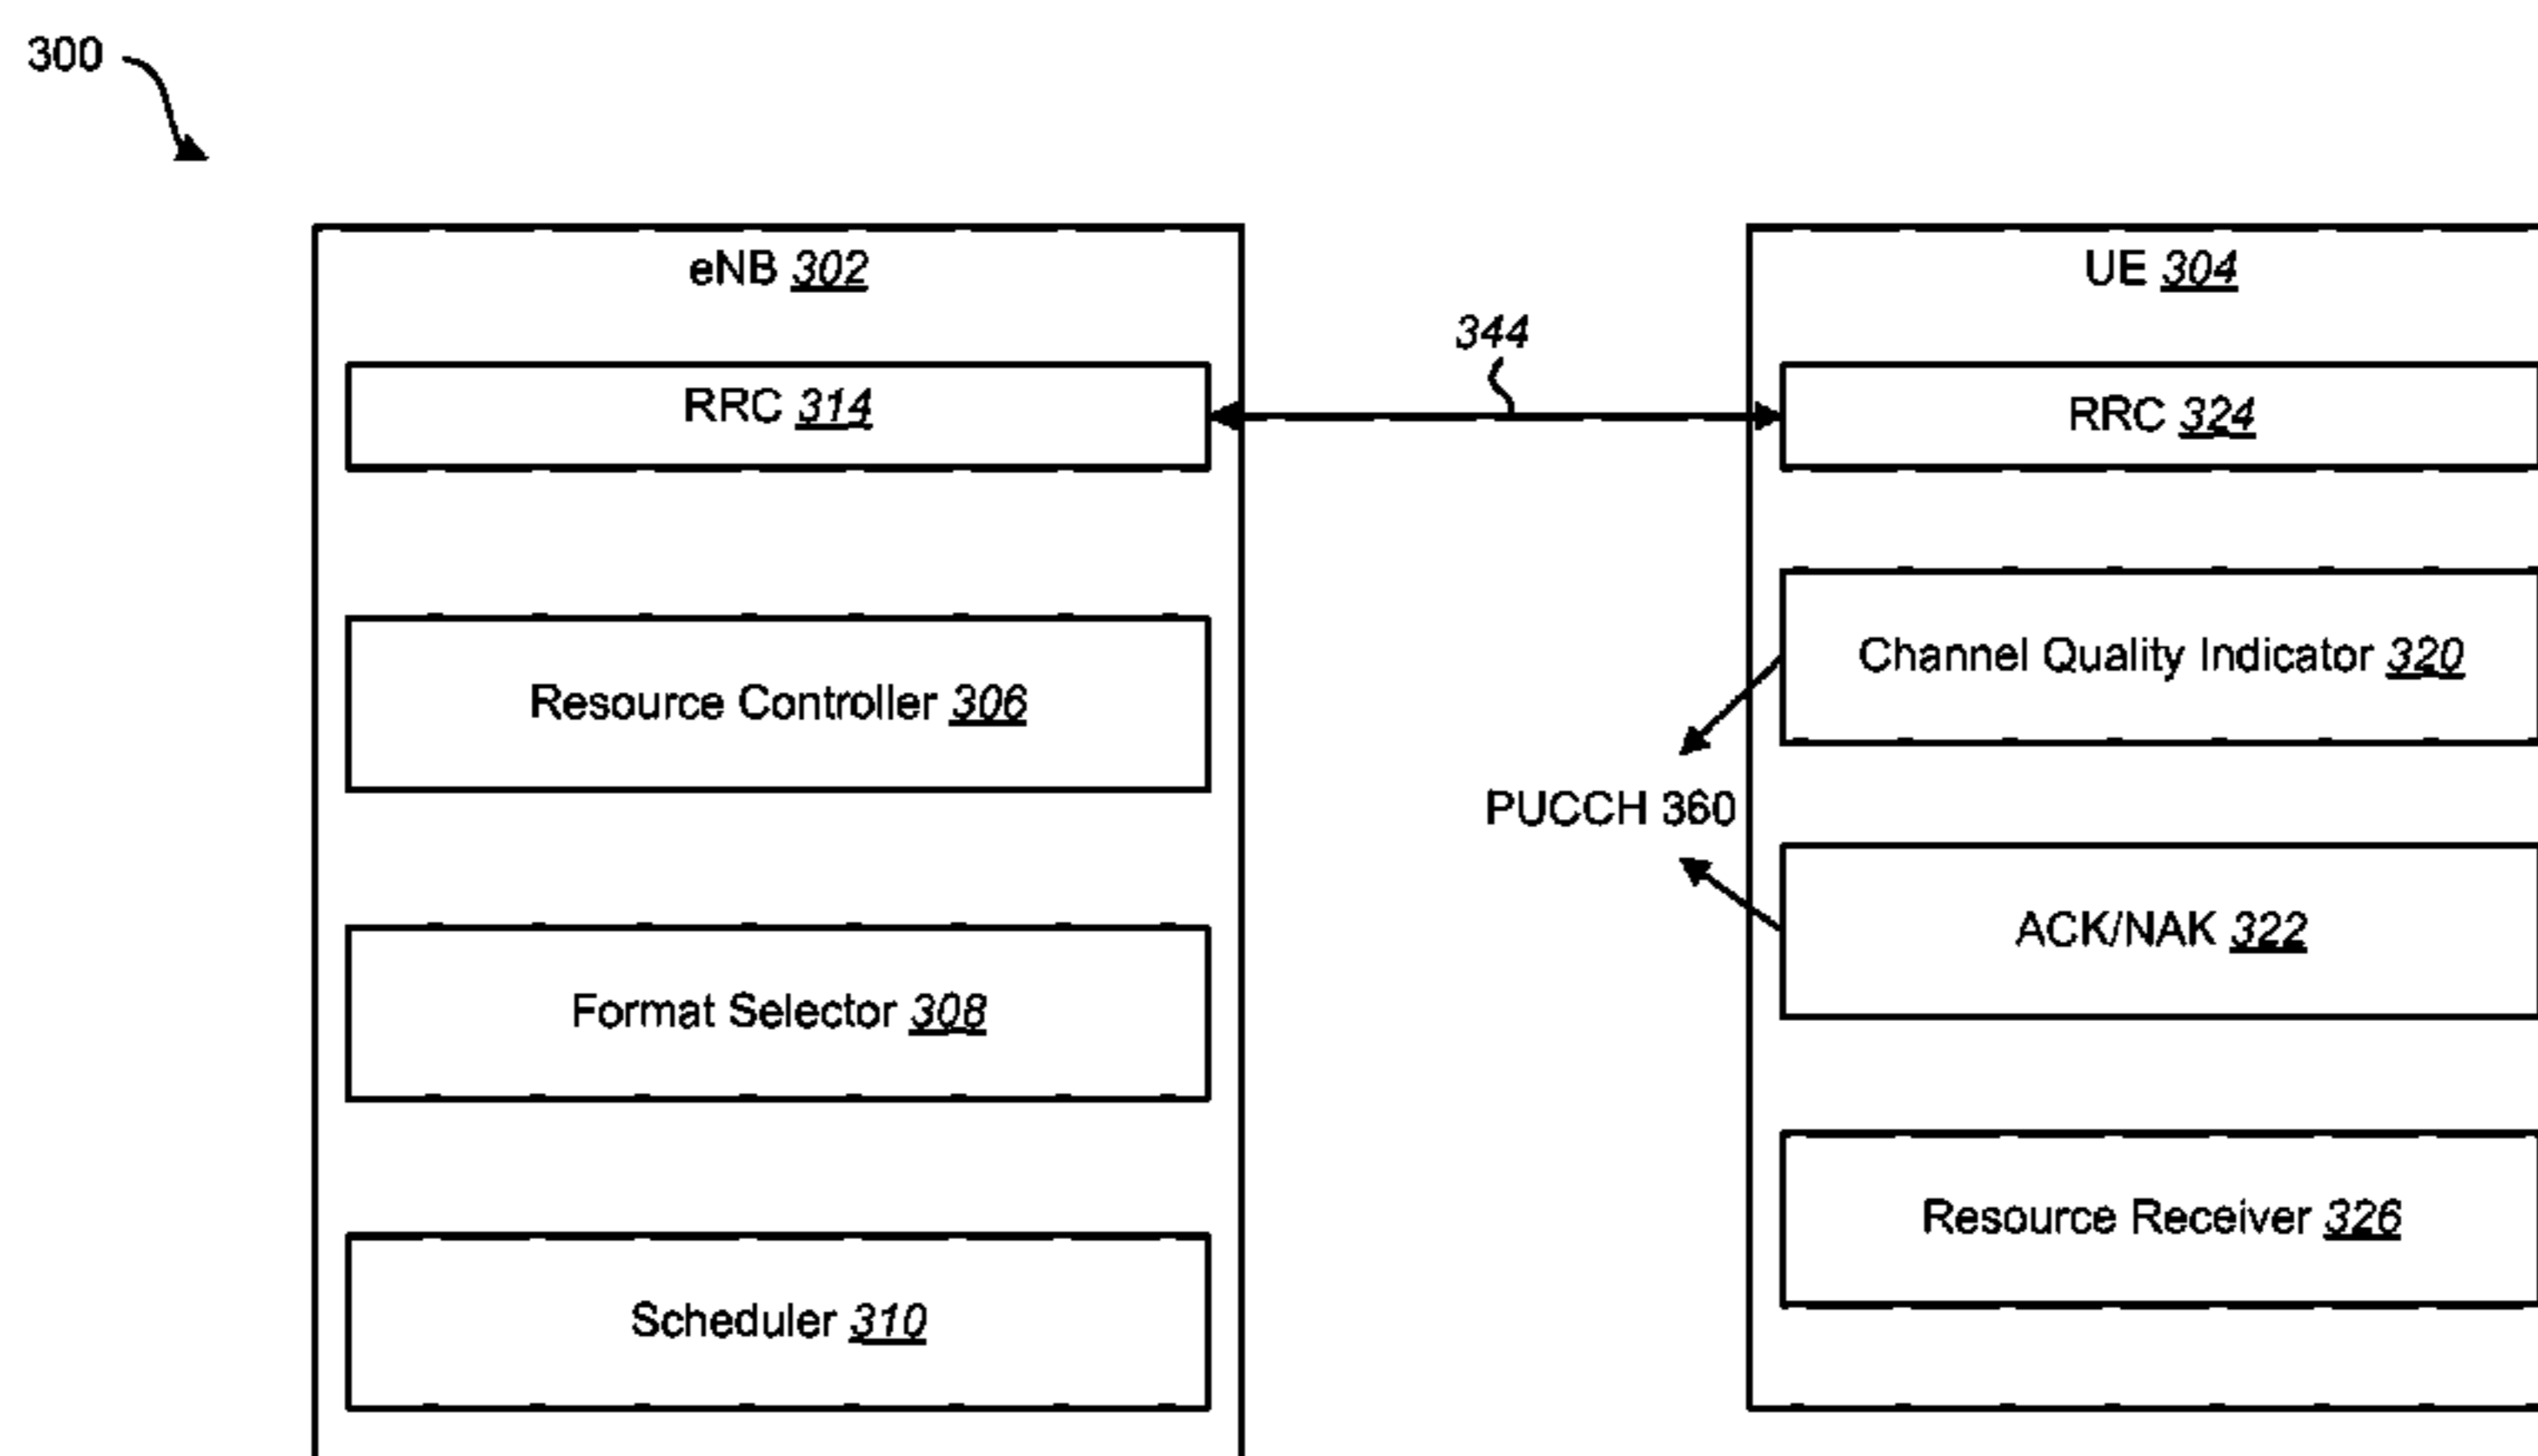 300
eNB 302
RRC 314
Resource Controller 306
Format Selector 308
Scheduler 310
344
PUCCH 360
UE 304
RRC 324
Channel Quality Indicator 320
ACK/NAK 322
Resource Receiver 326